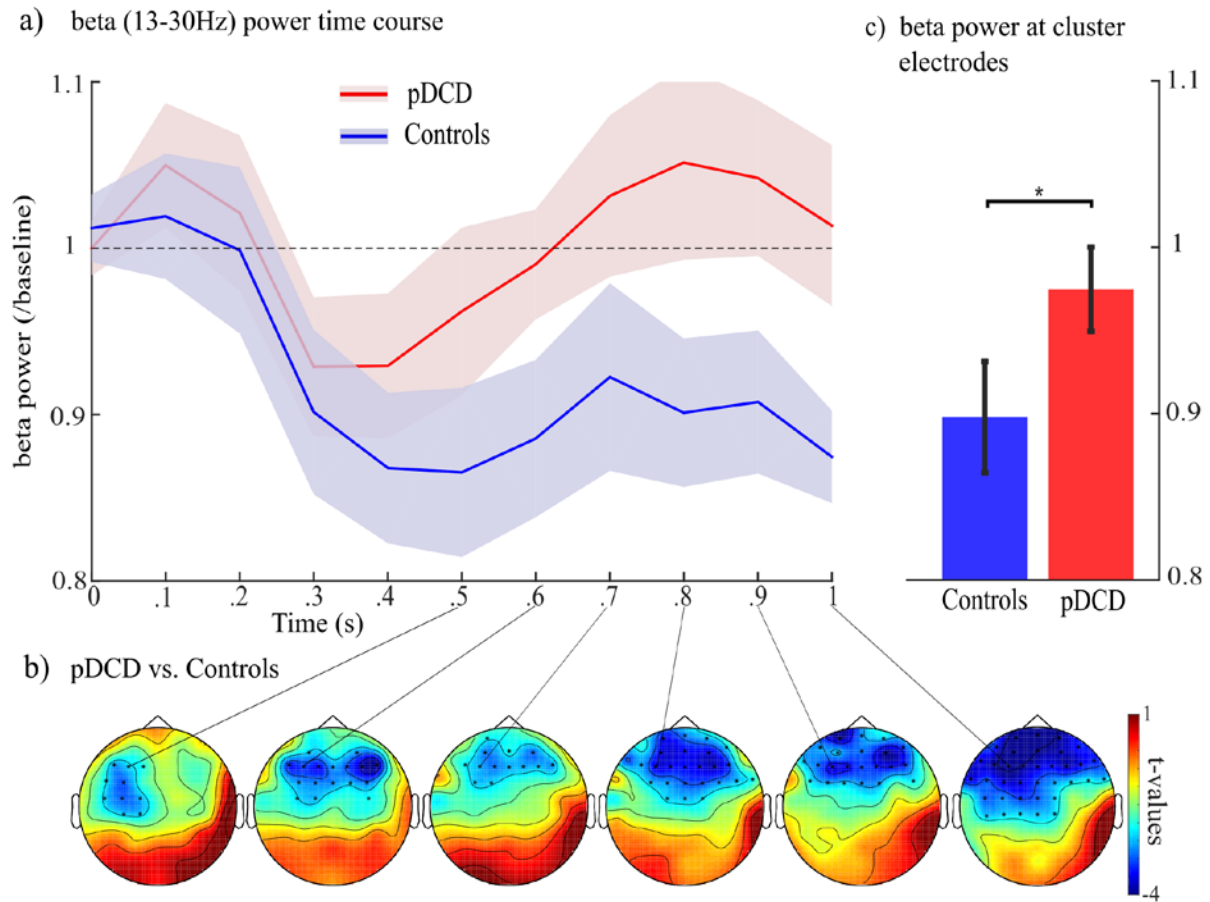 a) beta (13-30Hz) power time course
c) beta power at cluster
electrodes
1.1
1
0.9
0.8
beta power (/baseline)
pDCD
Controls
0 .1 .2 .3 .4 .5 .6 .7 .8 .9 1
Time (s)
1.1
1
0.9
0.8
*
Controls pDCD
b) pDCD vs. Controls
1
t-values
-4